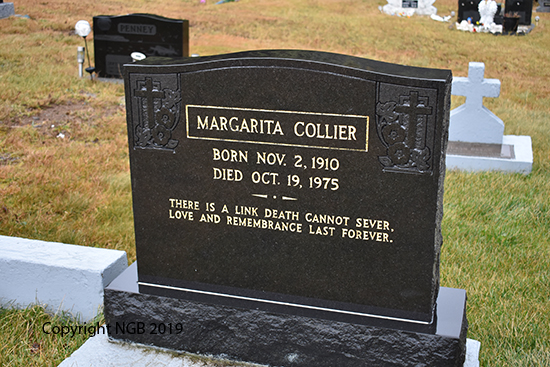 PENNEY
MARGARITA COLLIER
BORN NOV. 2, 1910
DIED OCT. 19, 1975
THERE IS A LINK DEATH CANNOT SEVER,
LOVE AND REMEMBRANCE LAST FOREVER.
Copyright NGB 2019